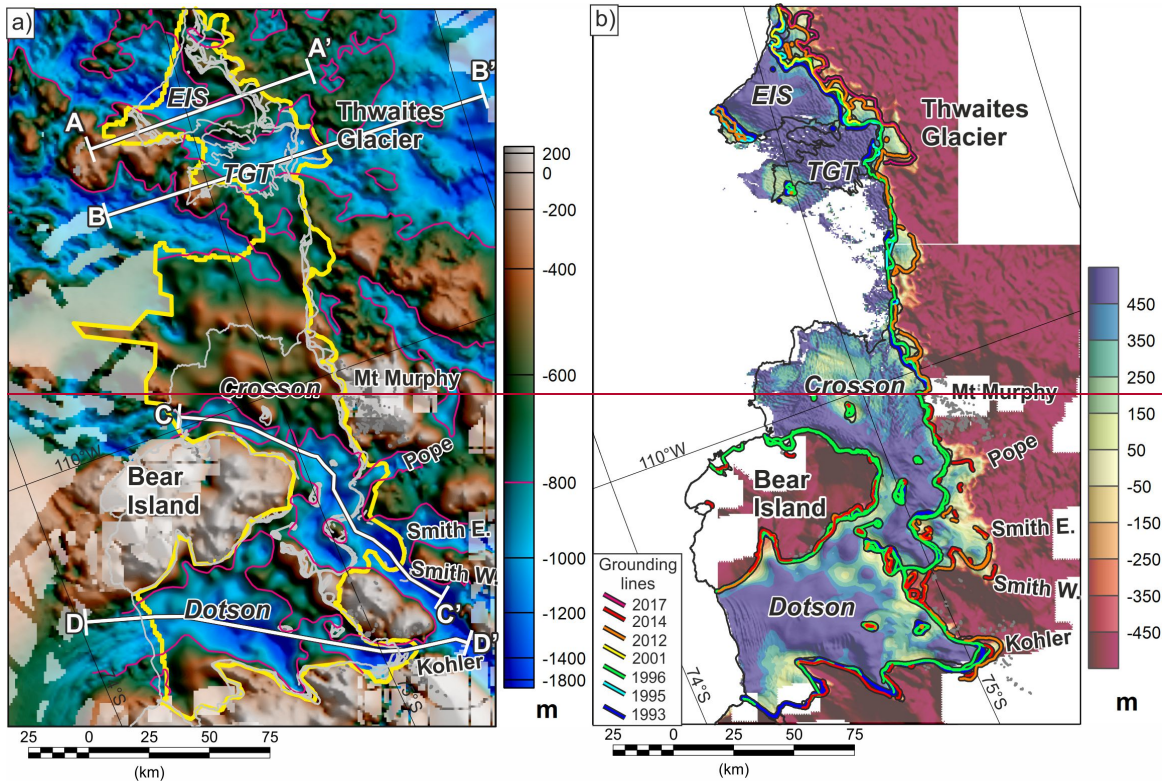 a)
A'
B'
EIS
A
Thwaites
Glacier
TGT
B
200
0
-200
-400
-600
-800
-1000
-1200
-1400
-1800
m
Mt Murphy
Crosson
C
110°W
Pope
Bear
Island
Smith E.
Smith W.
C'
Dotson
D
D'
Kohler
25
0
25
50
75
(km)
b)
EIS
Thwaites
Glacier
TGT
450
350
250
150
50
-50
-150
-250
-350
-450
m
Crosson
Mt Murphy
110°W
Pope
Bear
Island
Smith E.
Smith W.
Dotson
Kohler
74°S
75°S
Grounding
lines
2017
2014
2012
2001
1996
1995
1993
25
0
25
50
75
(km)